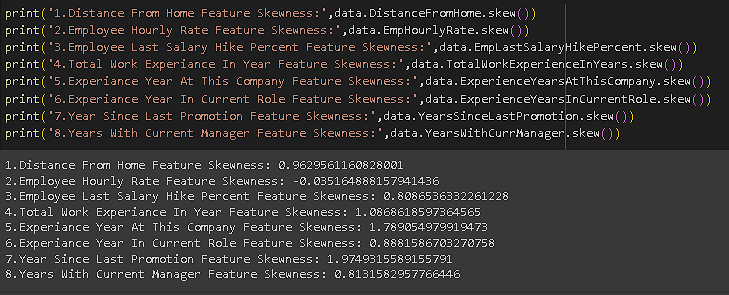 print('1.Distance From Home Feature Skewness:',data.DistanceFromHome.skew())
print('2.Employee Hourly Rate Feature Skewness:',data.EmpHourlyRate.skew())
print('3.Employee Last Salary Hike Percent Feature Skewness:',data.EmpLastSalaryHikePercent.skew())
print('4.Total Work Experiance In Year Feature Skewness:',data.TotalWorkExperienceInYears.skew())
print('5.Experiance Year At This Company Feature Skewness:',data.ExperienceYearsAtThisCompany.skew())
print('6.Experiance Year In Current Role Feature Skewness:',data.ExperienceYearsInCurrentRole.skew())
print('7.Year Since Last Promotion Feature Skewness:',data.YearsSinceLastPromotion.skew())
print('8.Years With Current Manager Feature Skewness:',data.YearsWithCurrManager.skew())
1.Distance From Home Feature Skewness: 0.9629561160828001
2.Employee Hourly Rate Feature Skewness: -0.035164888157941436
3.Employee Last Salary Hike Percent Feature Skewness: 0.8086536332261228
4.Total Work Experiance In Year Feature Skewness: 1.0868618597364565
5.Experiance Year At This Company Feature Skewness: 1.789054979919473
6.Experiance Year In Current Role Feature Skewness: 0.8881586703270758
7.Year Since Last Promotion Feature Skewness: 1.9749315589155791
8.Years With Current Manager Feature Skewness: 0.8131582957766446